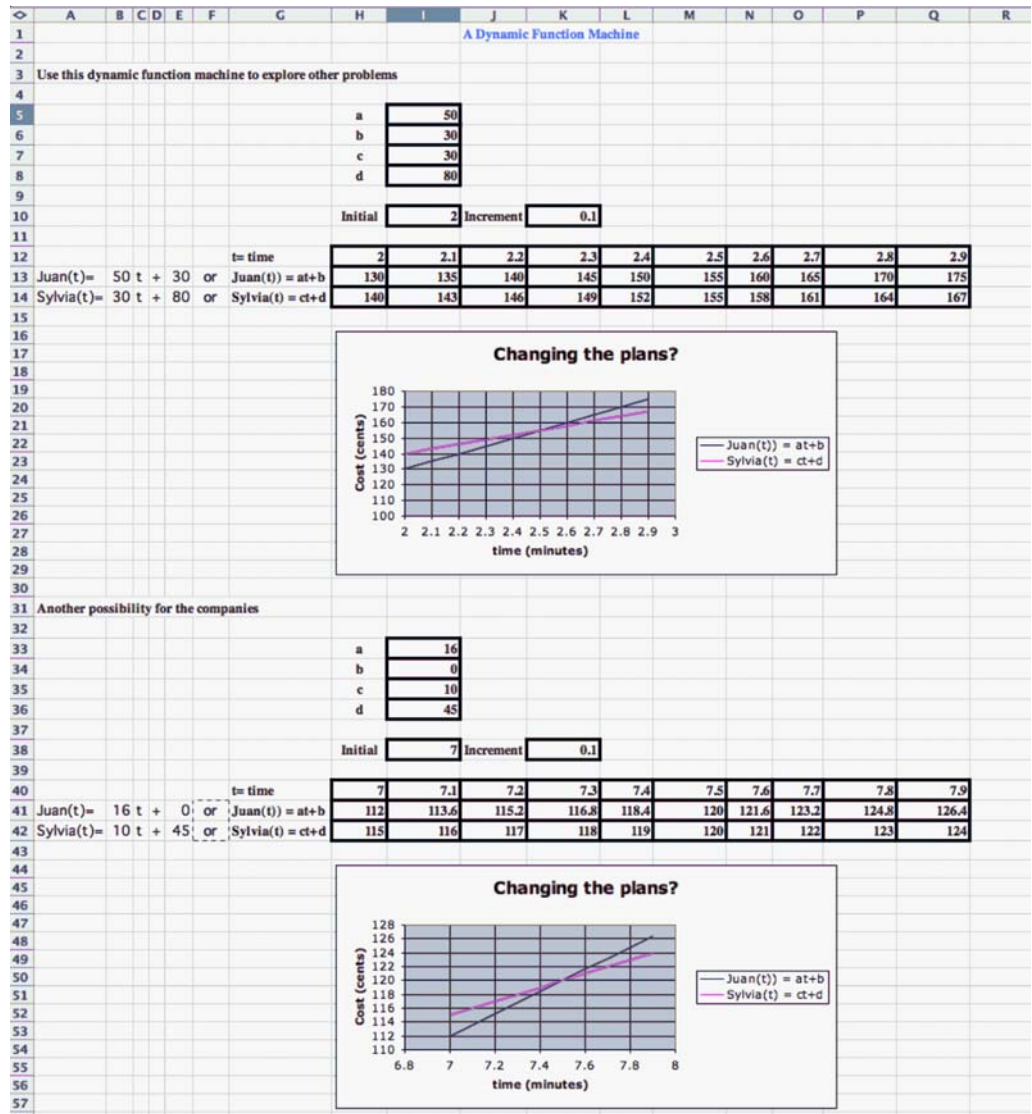 A B C D E F G H I J K L M N O P Q R
1 A Dynamic Function Machine
2
3 Use this dynamic function machine to explore other problems
4
5 a 50
6 b 30
7 c 30
8 d 80
9
10 Initial 2 Increment 0.1
11
12 t= time 2 2.1 2.2 2.3 2.4 2.5 2.6 2.7 2.8 2.9
13 Juan(t)= 50 t + 30 or Juan(t)) = at+b 130 135 140 145 150 155 160 165 170 175
14 Sylvia(t)= 30 t + 80 or Sylvia(t) = ct+d 140 143 146 149 152 155 158 161 164 167
15
16
17 Changing the plans?
18
19 180
20 170
21 160
22 150
23 140
24 130
25 120
26 110
27 100
28 2 2.1 2.2 2.3 2.4 2.5 2.6 2.7 2.8 2.9 3
29 time (minutes)
30 Cost (cents)
Juan(t)) = at+b
Sylvia(t) = ct+d
31 Another possibility for the companies
32
33 a 16
34 b 0
35 c 10
36 d 45
37
38 Initial 7 Increment 0.1
39
40 t= time 7 7.1 7.2 7.3 7.4 7.5 7.6 7.7 7.8 7.9
41 Juan(t)= 16 t + 0 or Juan(t)) = at+b 112 113.6 115.2 116.8 118.4 120 121.6 123.2 124.8 126.4
42 Sylvia(t)= 10 t + 45 or Sylvia(t) = ct+d 115 116 117 118 119 120 121 122 123 124
43
44
45 Changing the plans?
46
47 128
48 126
49 124
50 122
51 120
52 118
53 116
54 114
55 112
56 110
57 6.8 7 7.2 7.4 7.6 7.8 8
time (minutes)
Cost (cents)
Juan(t)) = at+b
Sylvia(t) = ct+d